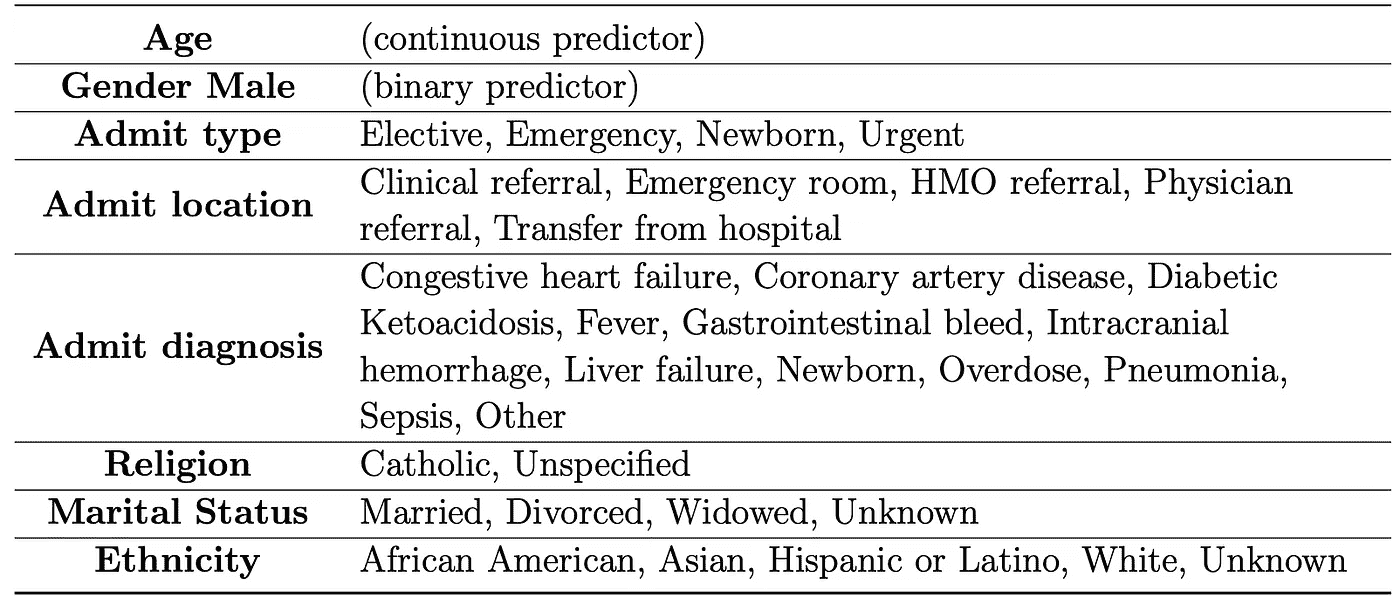 Age (continuous predictor)
Gender Male (binary predictor)
Admit type Elective, Emergency, Newborn, Urgent
Admit location Clinical referral, Emergency room, HMO referral, Physician
referral, Transfer from hospital
Admit diagnosis Congestive heart failure, Coronary artery disease, Diabetic
Ketoacidosis, Fever, Gastrointestinal bleed, Intracranial
hemorrhage, Liver failure, Newborn, Overdose, Pneumonia,
Sepsis, Other
Religion Catholic, Unspecified
Marital Status Married, Divorced, Widowed, Unknown
Ethnicity African American, Asian, Hispanic or Latino, White, Unknown